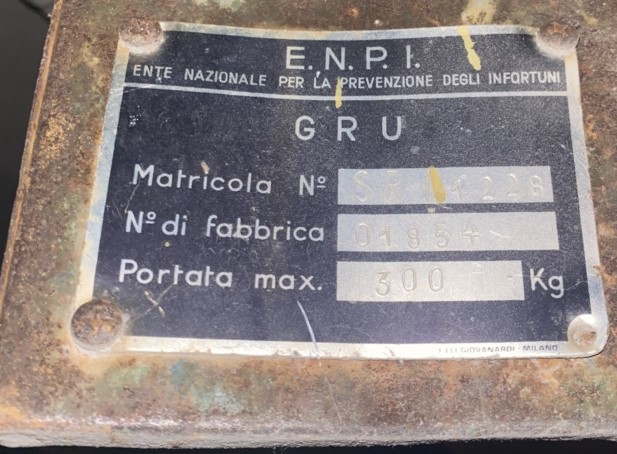 E.N.P.I.
ENTE NAZIONALE PER LA PREVENZIONE DEGLI INFORTUNI
GRU
Matricola Nº
Nº di fabbrica 01854
Portata max. 300 Kg
F.LLI GIOVANARDI - MILANO